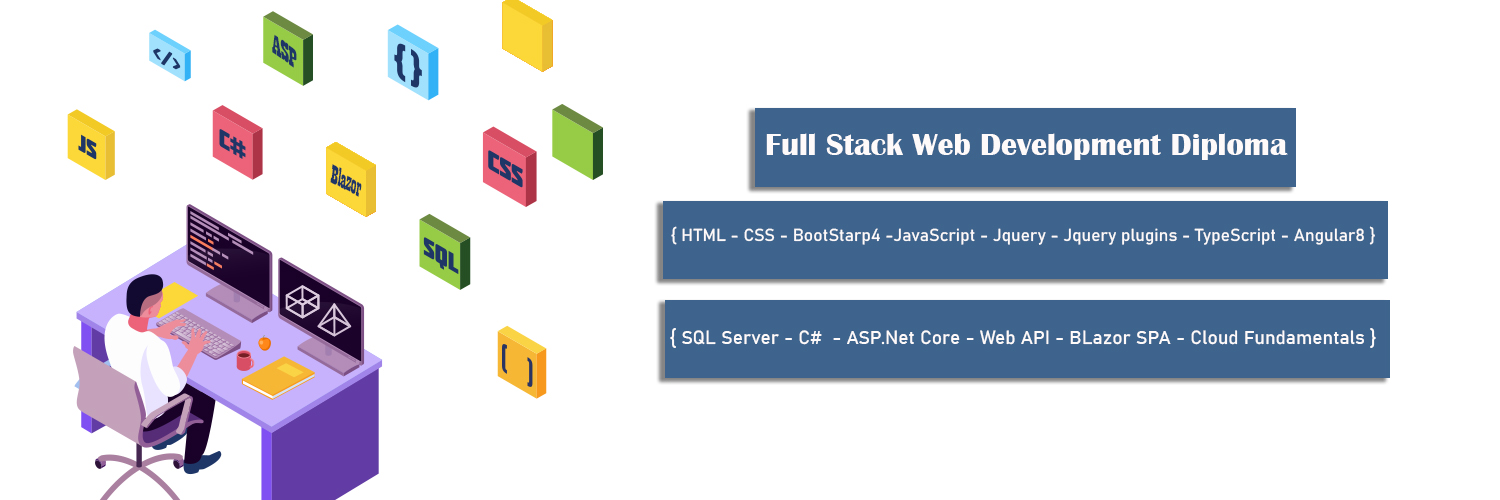 </>
ASP
{}
JS
C#
Blazor
CSS
SQL
[ ]
Full Stack Web Development Diploma
{ HTML - CSS - BootStarp4 -JavaScript - Jquery - Jquery plugins - TypeScript - Angular8 }
{ SQL Server - C# - ASP.Net Core - Web API - BLazor SPA - Cloud Fundamentals }